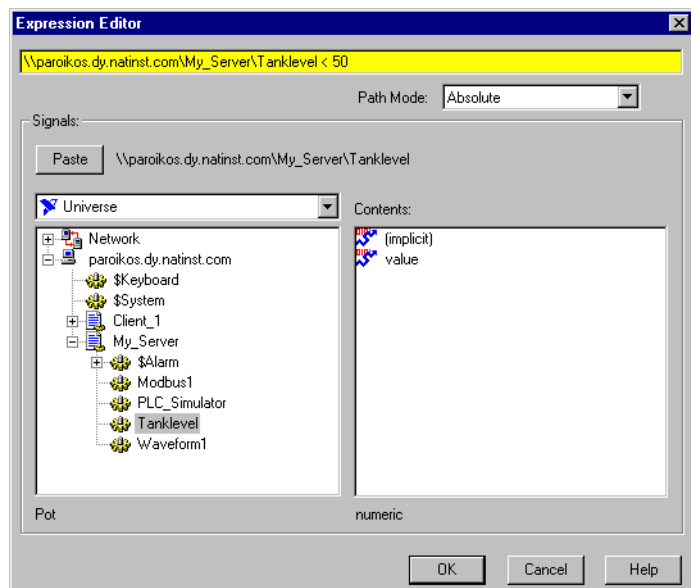 Expression Editor
\\paroikos.dy.natinst.com\My_Server\Tanklevel < 50
Path Mode: Absolute
Signals:
Paste \\paroikos.dy.natinst.com\My_Server\Tanklevel
Universe
Contents:
Network
paroikos.dy.natinst.com
$Keyboard
$System
Client_1
My_Server
$Alarm
Modbus1
PLC_Simulator
Tanklevel
Waveform1
(implicit)
value
Pot
numeric
OK Cancel Help